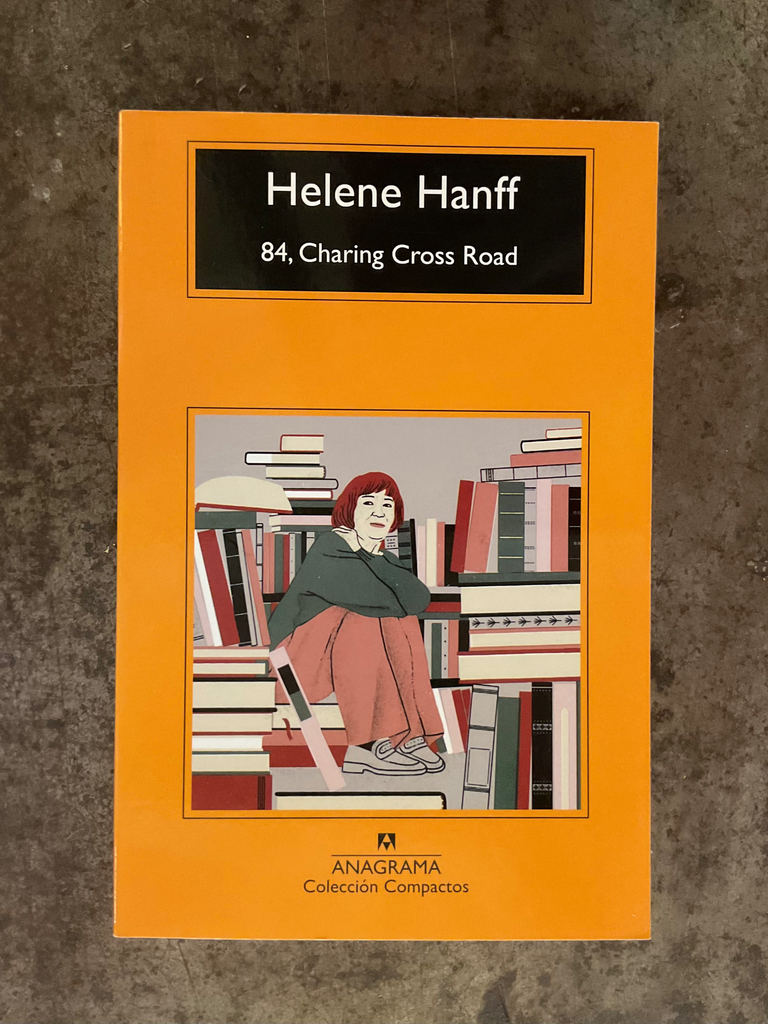 Helene Hanff
84, Charing Cross Road
ANAGRAMA
Colección Compactos